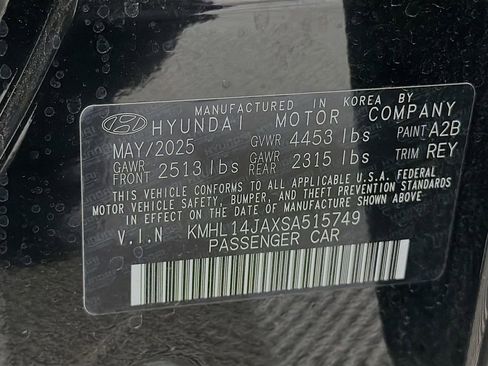 MANUFACTURED IN KOREA BY
HYUNDAI MOTOR COMPANY
MAY/2025 GVWR 4453 lbs PAINT A2B
GAWR FRONT 2513 lbs GAWR REAR 2315 lbs TRIM REY
THIS VEHICLE CONFORMS TO ALL APPLICABLE U.S.A. FEDERAL
MOTOR VEHICLE SAFETY, BUMPER, AND THEFT PREVENTION STANDARDS
IN EFFECT ON THE DATE OF MANUFACTURE SHOWN ABOVE
V.I.N KMHL14JAXSA515749
PASSENGER CAR